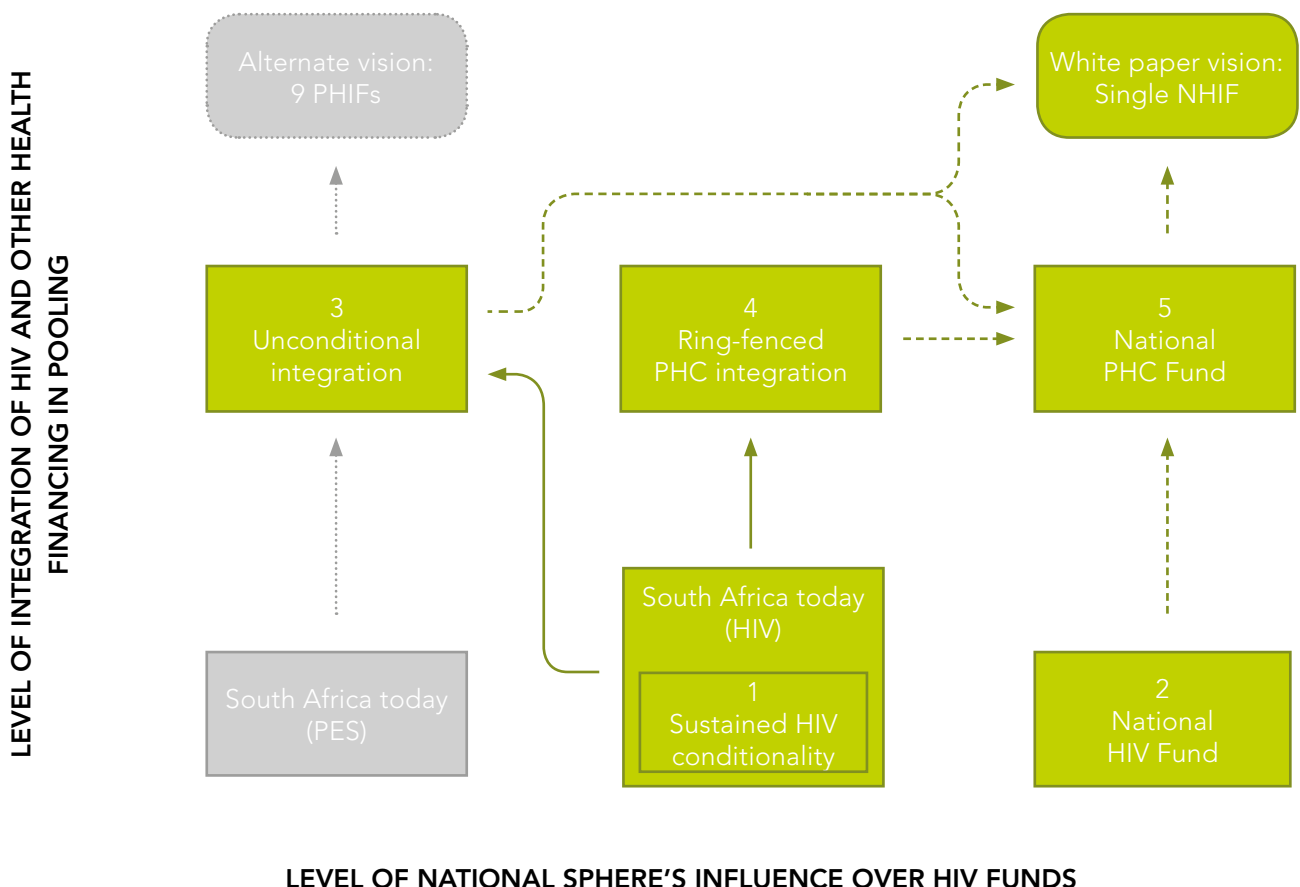 LEVEL OF INTEGRATION OF HIV AND OTHER HEALTH
FINANCING IN POOLING
Alternate vision:
9 PHIFs
White paper vision:
Single NHIF
3
Unconditional
integration
4
Ring-fenced
PHC integration
5
National
PHC Fund
South Africa today
(PES)
South Africa today
(HIV)
1
Sustained HIV
conditionality
2
National
HIV Fund
LEVEL OF NATIONAL SPHERE’S INFLUENCE OVER HIV FUNDS